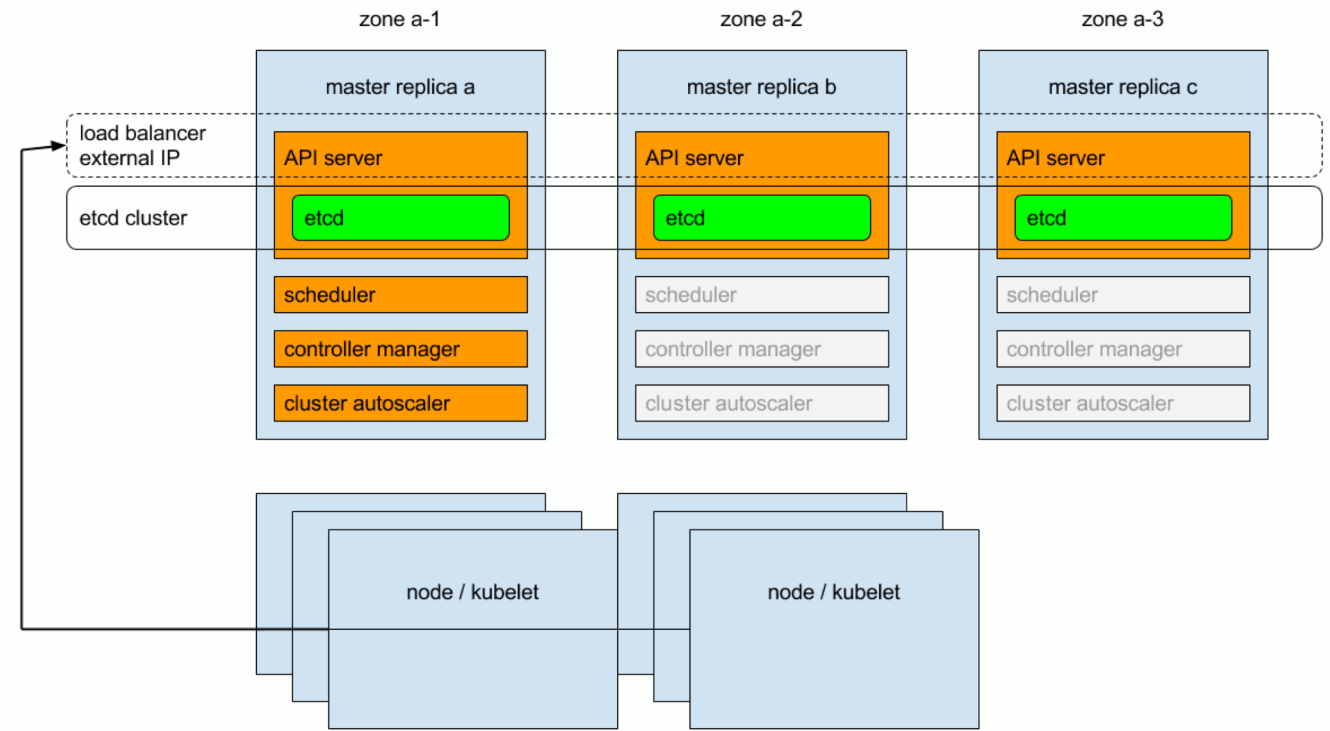 zone a-1
zone a-2
zone a-3
master replica a
master replica b
master replica c
load balancer
external IP
API server
API server
API server
etcd cluster
etcd
etcd
etcd
scheduler
scheduler
scheduler
controller manager
controller manager
controller manager
cluster autoscaler
cluster autoscaler
cluster autoscaler
node / kubelet
node / kubelet